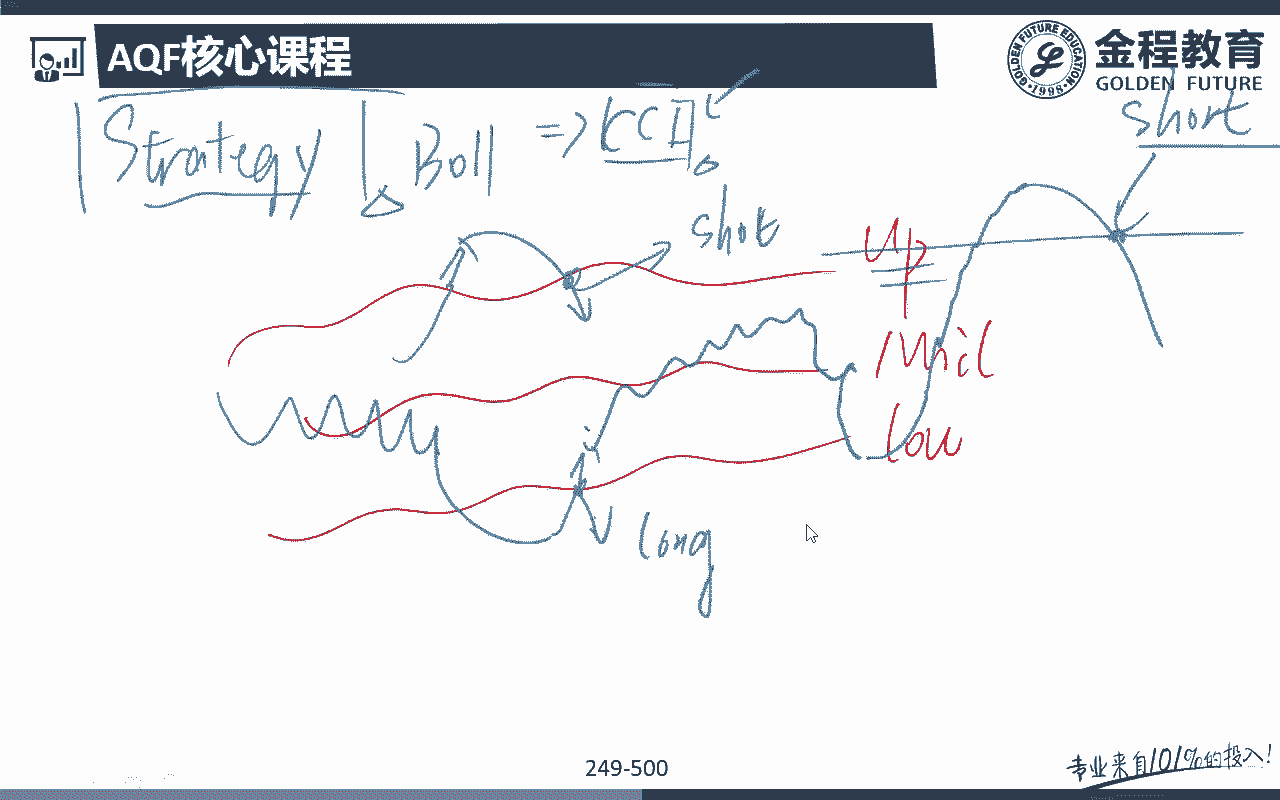 AQF核心课程
GOLDEN FUTURE EDUCATION
·1998·
金程教育
GOLDEN FUTURE
short
Strategy Boll => CCI
shot
up
Mid
low
long
249-500
专业来自101%的投入!